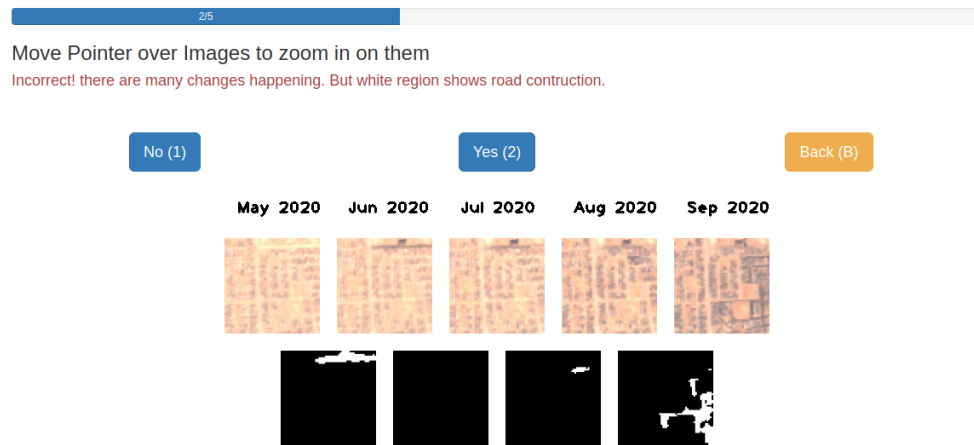 2/5
Move Pointer over Images to zoom in on them
Incorrect! there are many changes happening. But white region shows road contruction.
No (1) Yes (2) Back (B)
May 2020 Jun 2020 Jul 2020 Aug 2020 Sep 2020